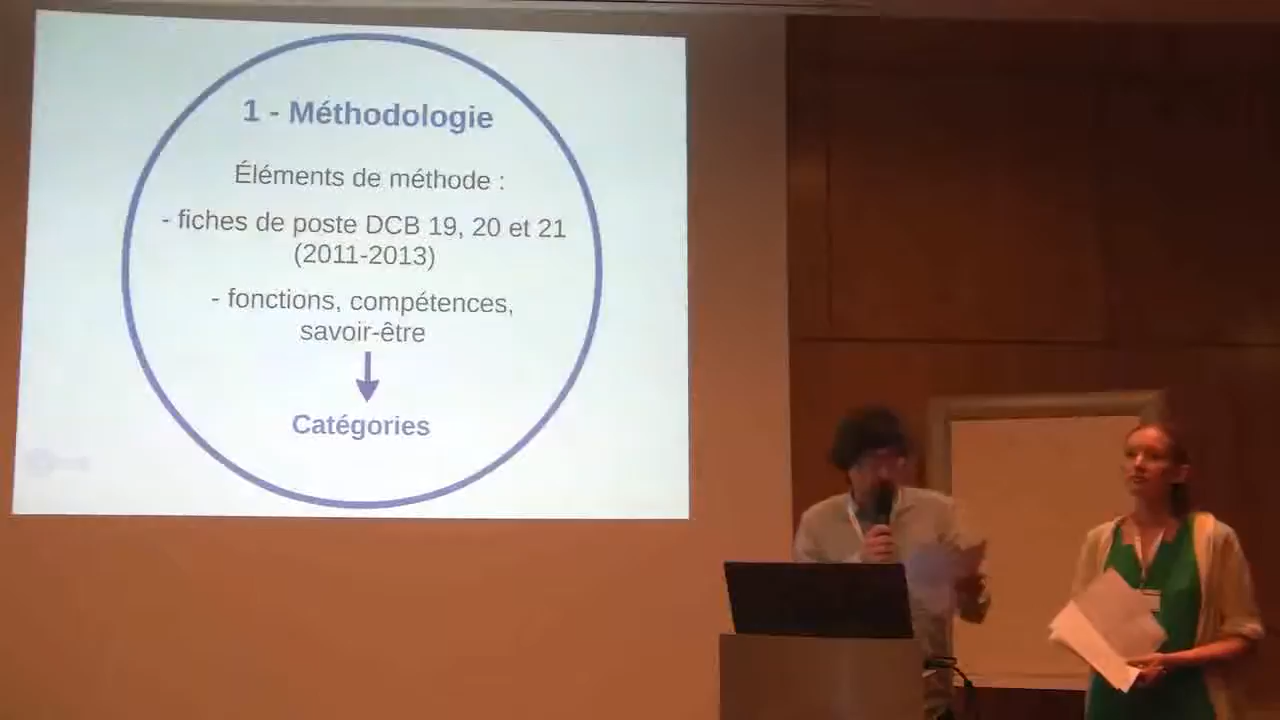 1 - Méthodologie
Éléments de méthode :
- fiches de poste DCB 19, 20 et 21
(2011-2013)
- fonctions, compétences,
savoir-être
Catégories